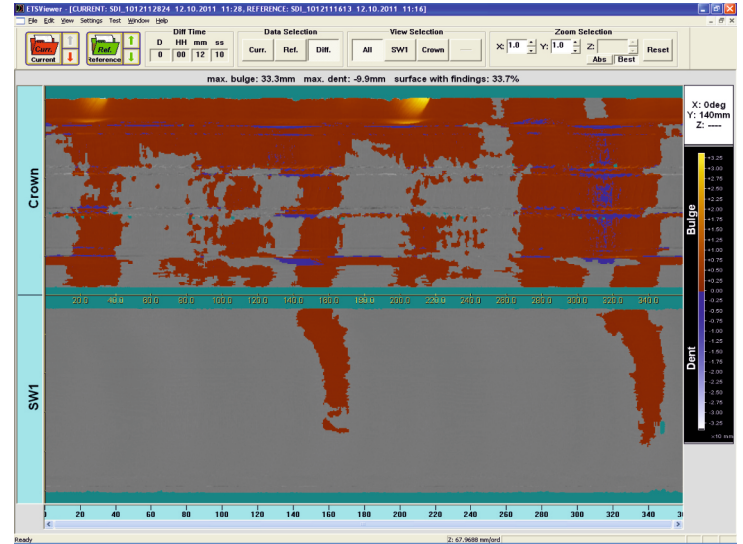 ETSViewer - [CURRENT: SDI_1012112824 12.10.2011 11:28, REFERENCE: SDI_1012111613 12.10.2011 11:16]
File Edit View Settings Test Window Help
Diff Time Data Selection View Selection Zoom Selection
D HH mm ss
0 00 12 10
Curr. Current
Ref. Reference
Curr. Ref. Diff.
All SW1 Crown
X: 1.0 Y: 1.0 Z: Reset
Abs Best
max. bulge: 33.3mm max. dent: -9.9mm surface with findings: 33.7%
X: 0deg
Y: 140mm
Z: ----
Crown
20.0 40.0 60.0 80.0 100.0 120.0 140.0 160.0 180.0 200.0 220.0 240.0 260.0 280.0 300.0 320.0 340.0
SW1
20 40 60 80 100 120 140 160 180 200 220 240 260 280 300 320 340
Bulge
Dent
+3.25
+3.00
+2.75
+2.50
+2.25
+2.00
+1.75
+1.50
+1.25
+1.00
+0.75
+0.50
+0.25
0.00
-0.25
-0.50
-0.75
-1.00
-1.25
-1.50
-1.75
-2.00
-2.25
-2.50
-2.75
-3.00
-3.25
x10 mm
Ready Z: 67.9688 mm/ord